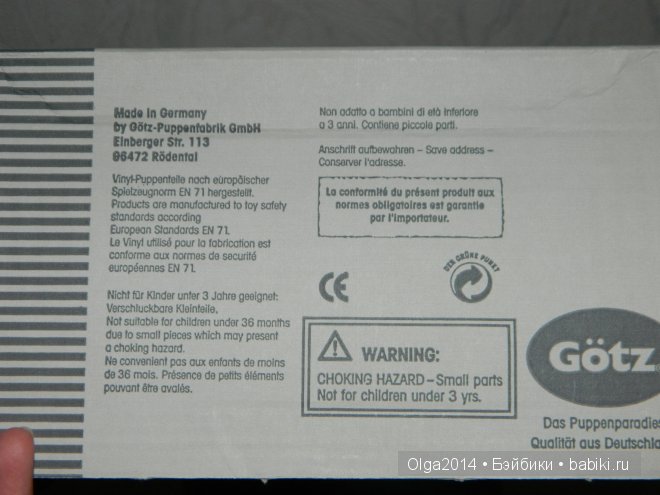 Made in Germany
by Götz-Puppenfabrik GmbH
Einberger Str. 113
96472 Rödental
Vinyl-Puppenteile nach europäischer
Spielzeugnorm EN 71 hergestellt.
Products are manufactured to toy safety
standards according
European Standards EN 71.
Le Vinyl utilisé pour la fabrication est
conforme aux normes de securité
européennes EN 71.
Nicht für Kinder unter 3 Jahre geeignet:
Verschluckbare Kleinteile.
Not suitable for children under 36 months
due to small pieces which may present
a choking hazard.
Ne convenient pas aux enfants de moins
de 36 mois. Présence de petits éléments
pouvant être avalés.
Non adatto a bambini di età inferiore
a 3 anni. Contiene piccole parti.
Anschrift aufbewahren – Save address –
Conserver l'adresse.
La conformité du présent produit aux
normes obligatoires est garantie
par l'importateur.
CE
DER GRÜNE PUNKT
WARNING:
CHOKING HAZARD – Small parts
Not for children under 3 yrs.
Götz
Das Puppenparadies
Qualität aus Deutschla
Olga2014 • Бэйбики • babiki.ru